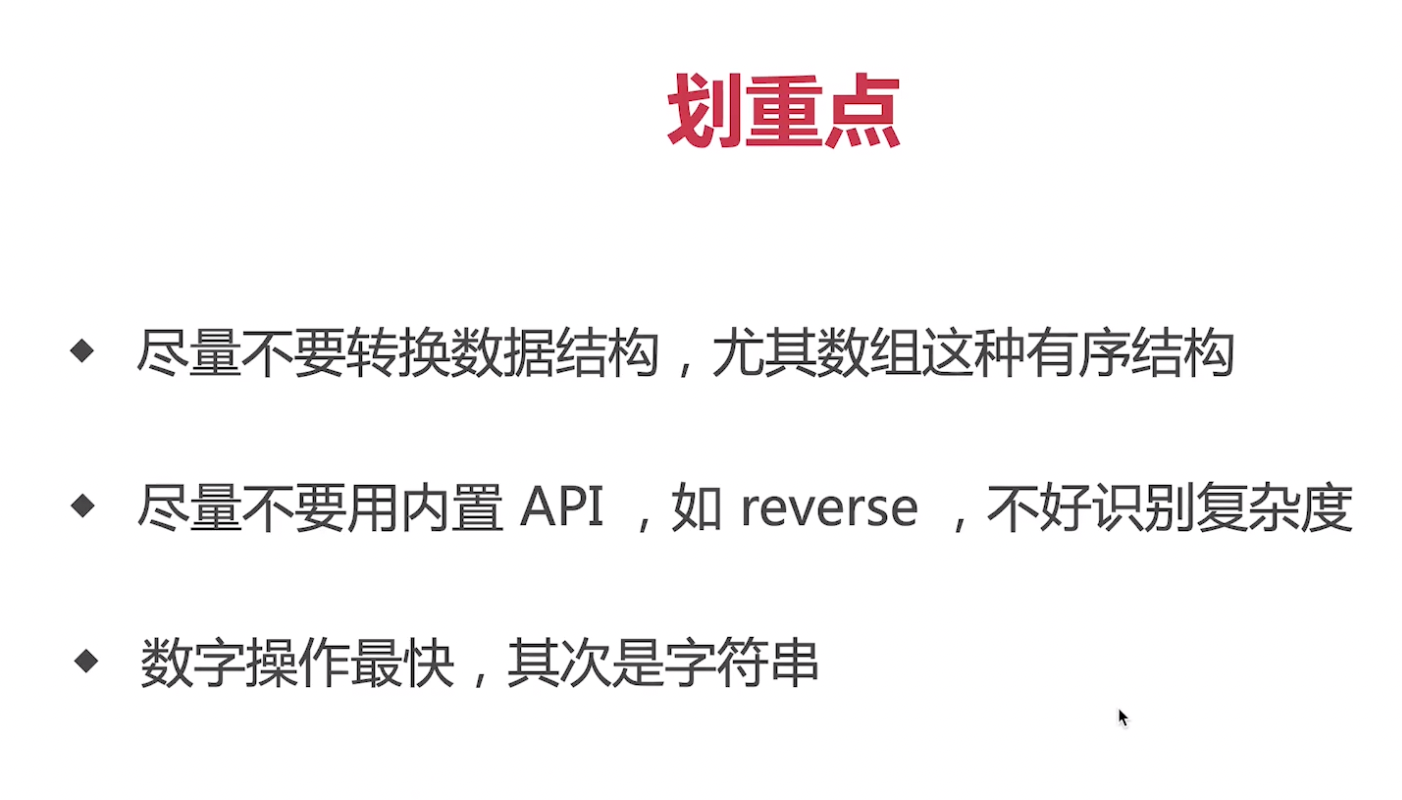 划重点
◆ 尽量不要转换数据结构，尤其数组这种有序结构
◆ 尽量不要用内置 API ，如 reverse ，不好识别复杂度
◆ 数字操作最快，其次是字符串